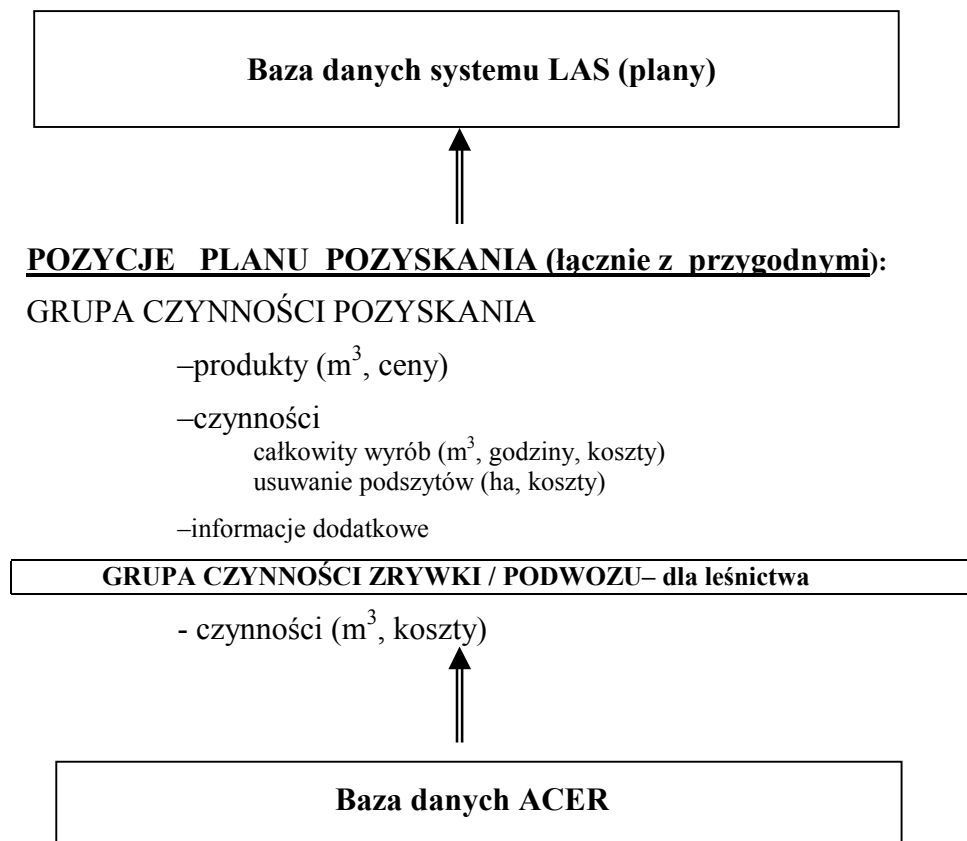 Baza danych systemu LAS (plany)
POZYCJE PLANU POZYSKANIA (łącznie z przygodnymi):
GRUPA CZYNNOŚCI POZYSKANIA
–produkty (m³, ceny)
–czynności
całkowity wyrób (m³, godziny, koszty)
usuwanie podszytów (ha, koszty)
–informacje dodatkowe
GRUPA CZYNNOŚCI ZRYWKI / PODWOZU– dla leśnictwa
- czynności (m³, koszty)
Baza danych ACER